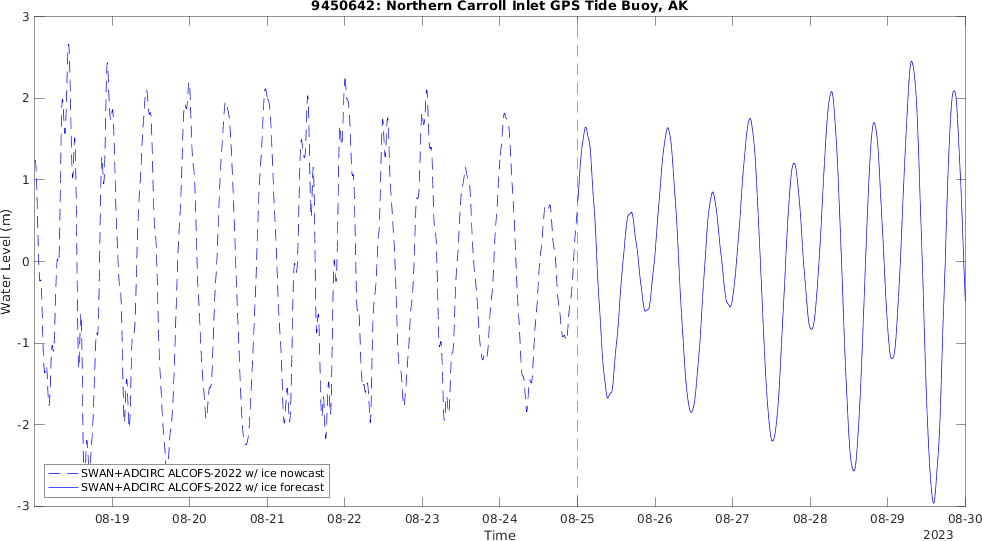 9450642: Northern Carroll Inlet GPS Tide Buoy, AK
3
2
1
0
-1
-2
-3
Water Level (m)
SWAN+ADCIRC ALCOFS-2022 w/ ice nowcast
SWAN+ADCIRC ALCOFS-2022 w/ ice forecast
08-19 08-20 08-21 08-22 08-23 08-24 08-25 08-26 08-27 08-28 08-29 08-30
Time 2023